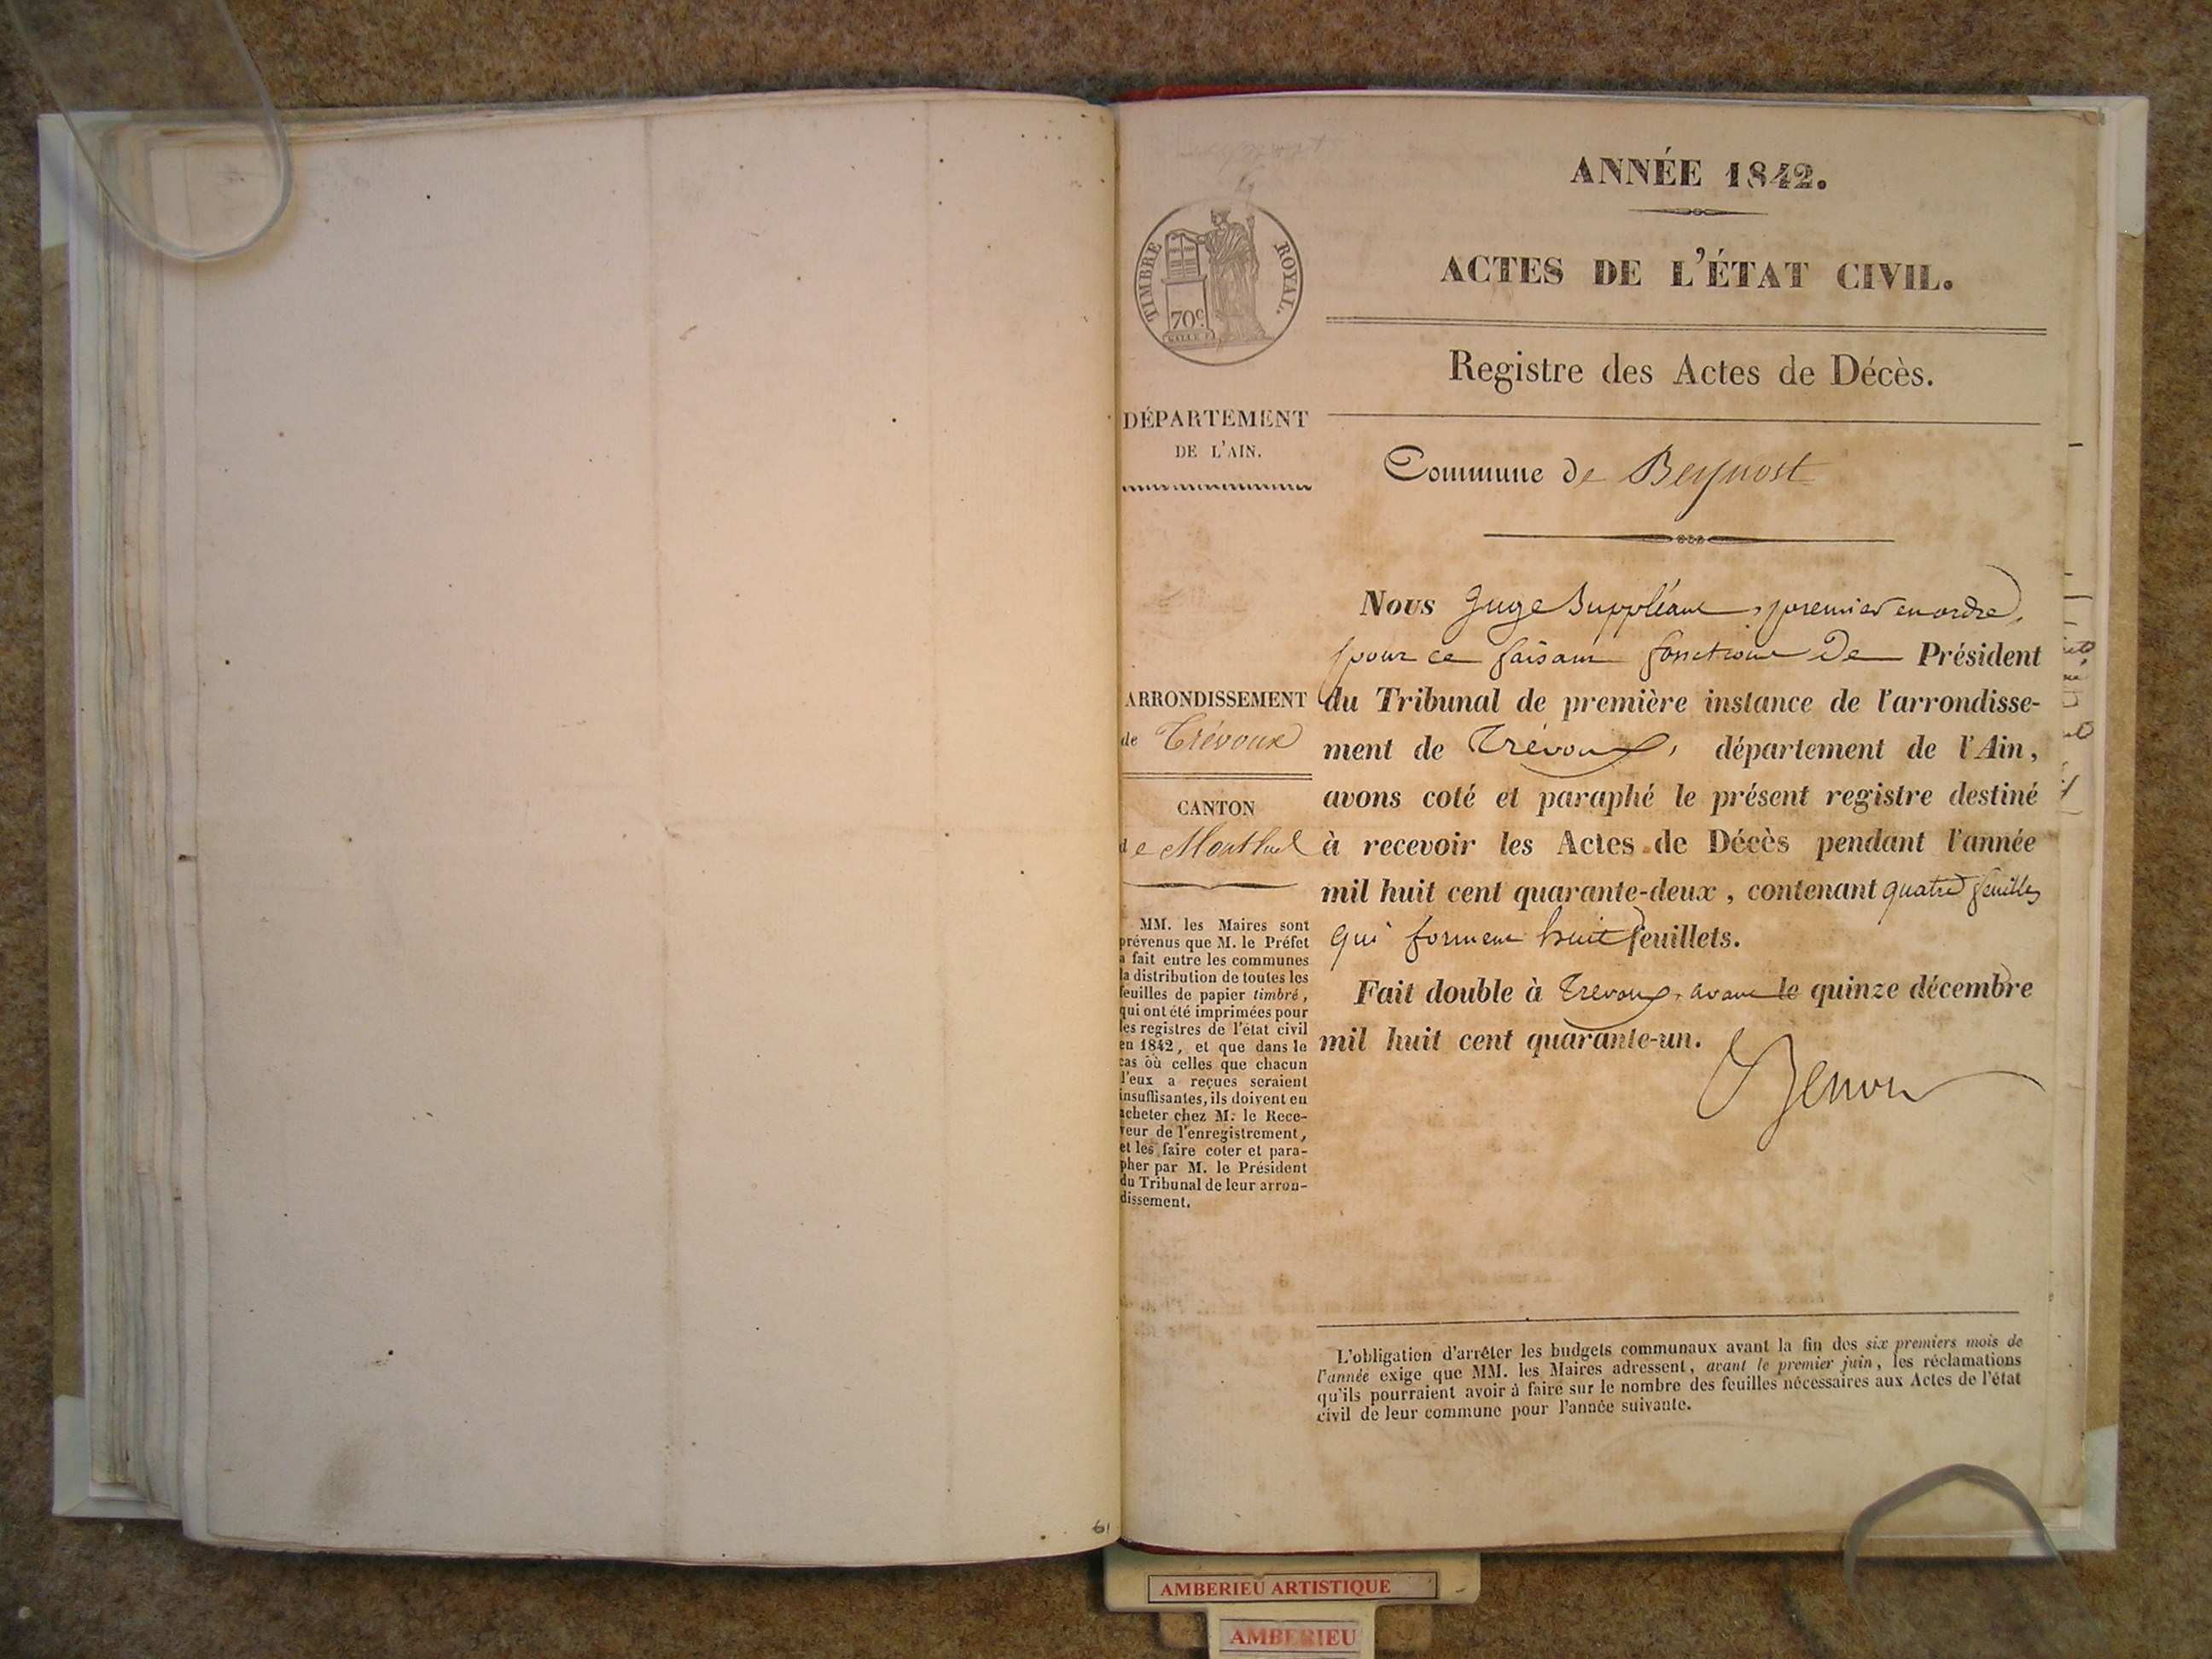 ANNÉE 1842.
ACTES DE L'ÉTAT CIVIL.
Registre des Actes de Décès.
Commune de Beynost
TIMBRE ROYAL.
70c
DÉPARTEMENT
DE L'AIN.
ARRONDISSEMENT
de Trévoux
CANTON
de Montluel
MM. les Maires sont
prévenus que M. le Préfet
a fait entre les communes
la distribution de toutes les
feuilles de papier timbré,
qui ont été imprimées pour
les registres de l'état civil
en 1842, et que dans le
cas où celles que chacun
d'eux a reçues seraient
insuffisantes, ils doivent en
acheter chez M. le Rece-
veur de l'enregistrement,
et les faire coter et para-
pher par M. le Président
du Tribunal de leur arron-
dissement.
Nous Juge Suppléant, premier en ordre,
pour ce faisant fonctions de Président
du Tribunal de première instance de l'arrondisse-
ment de Trévoux, département de l'Ain,
avons coté et paraphé le présent registre destiné
à recevoir les Actes de Décès pendant l'année
mil huit cent quarante-deux, contenant quatre feuilles
qui forment huit feuillets.
Fait double à Trévoux, avant le quinze décembre
mil huit cent quarante-un.
L'obligation d'arrêter les budgets communaux avant la fin des six premiers mois de
l'année exige que MM. les Maires adressent, avant le premier juin, les réclamations
qu'ils pourraient avoir à faire sur le nombre des feuilles nécessaires aux Actes de l'état
civil de leur commune pour l'année suivante.
61
AMBERIEU ARTISTIQUE
AMBERIEU